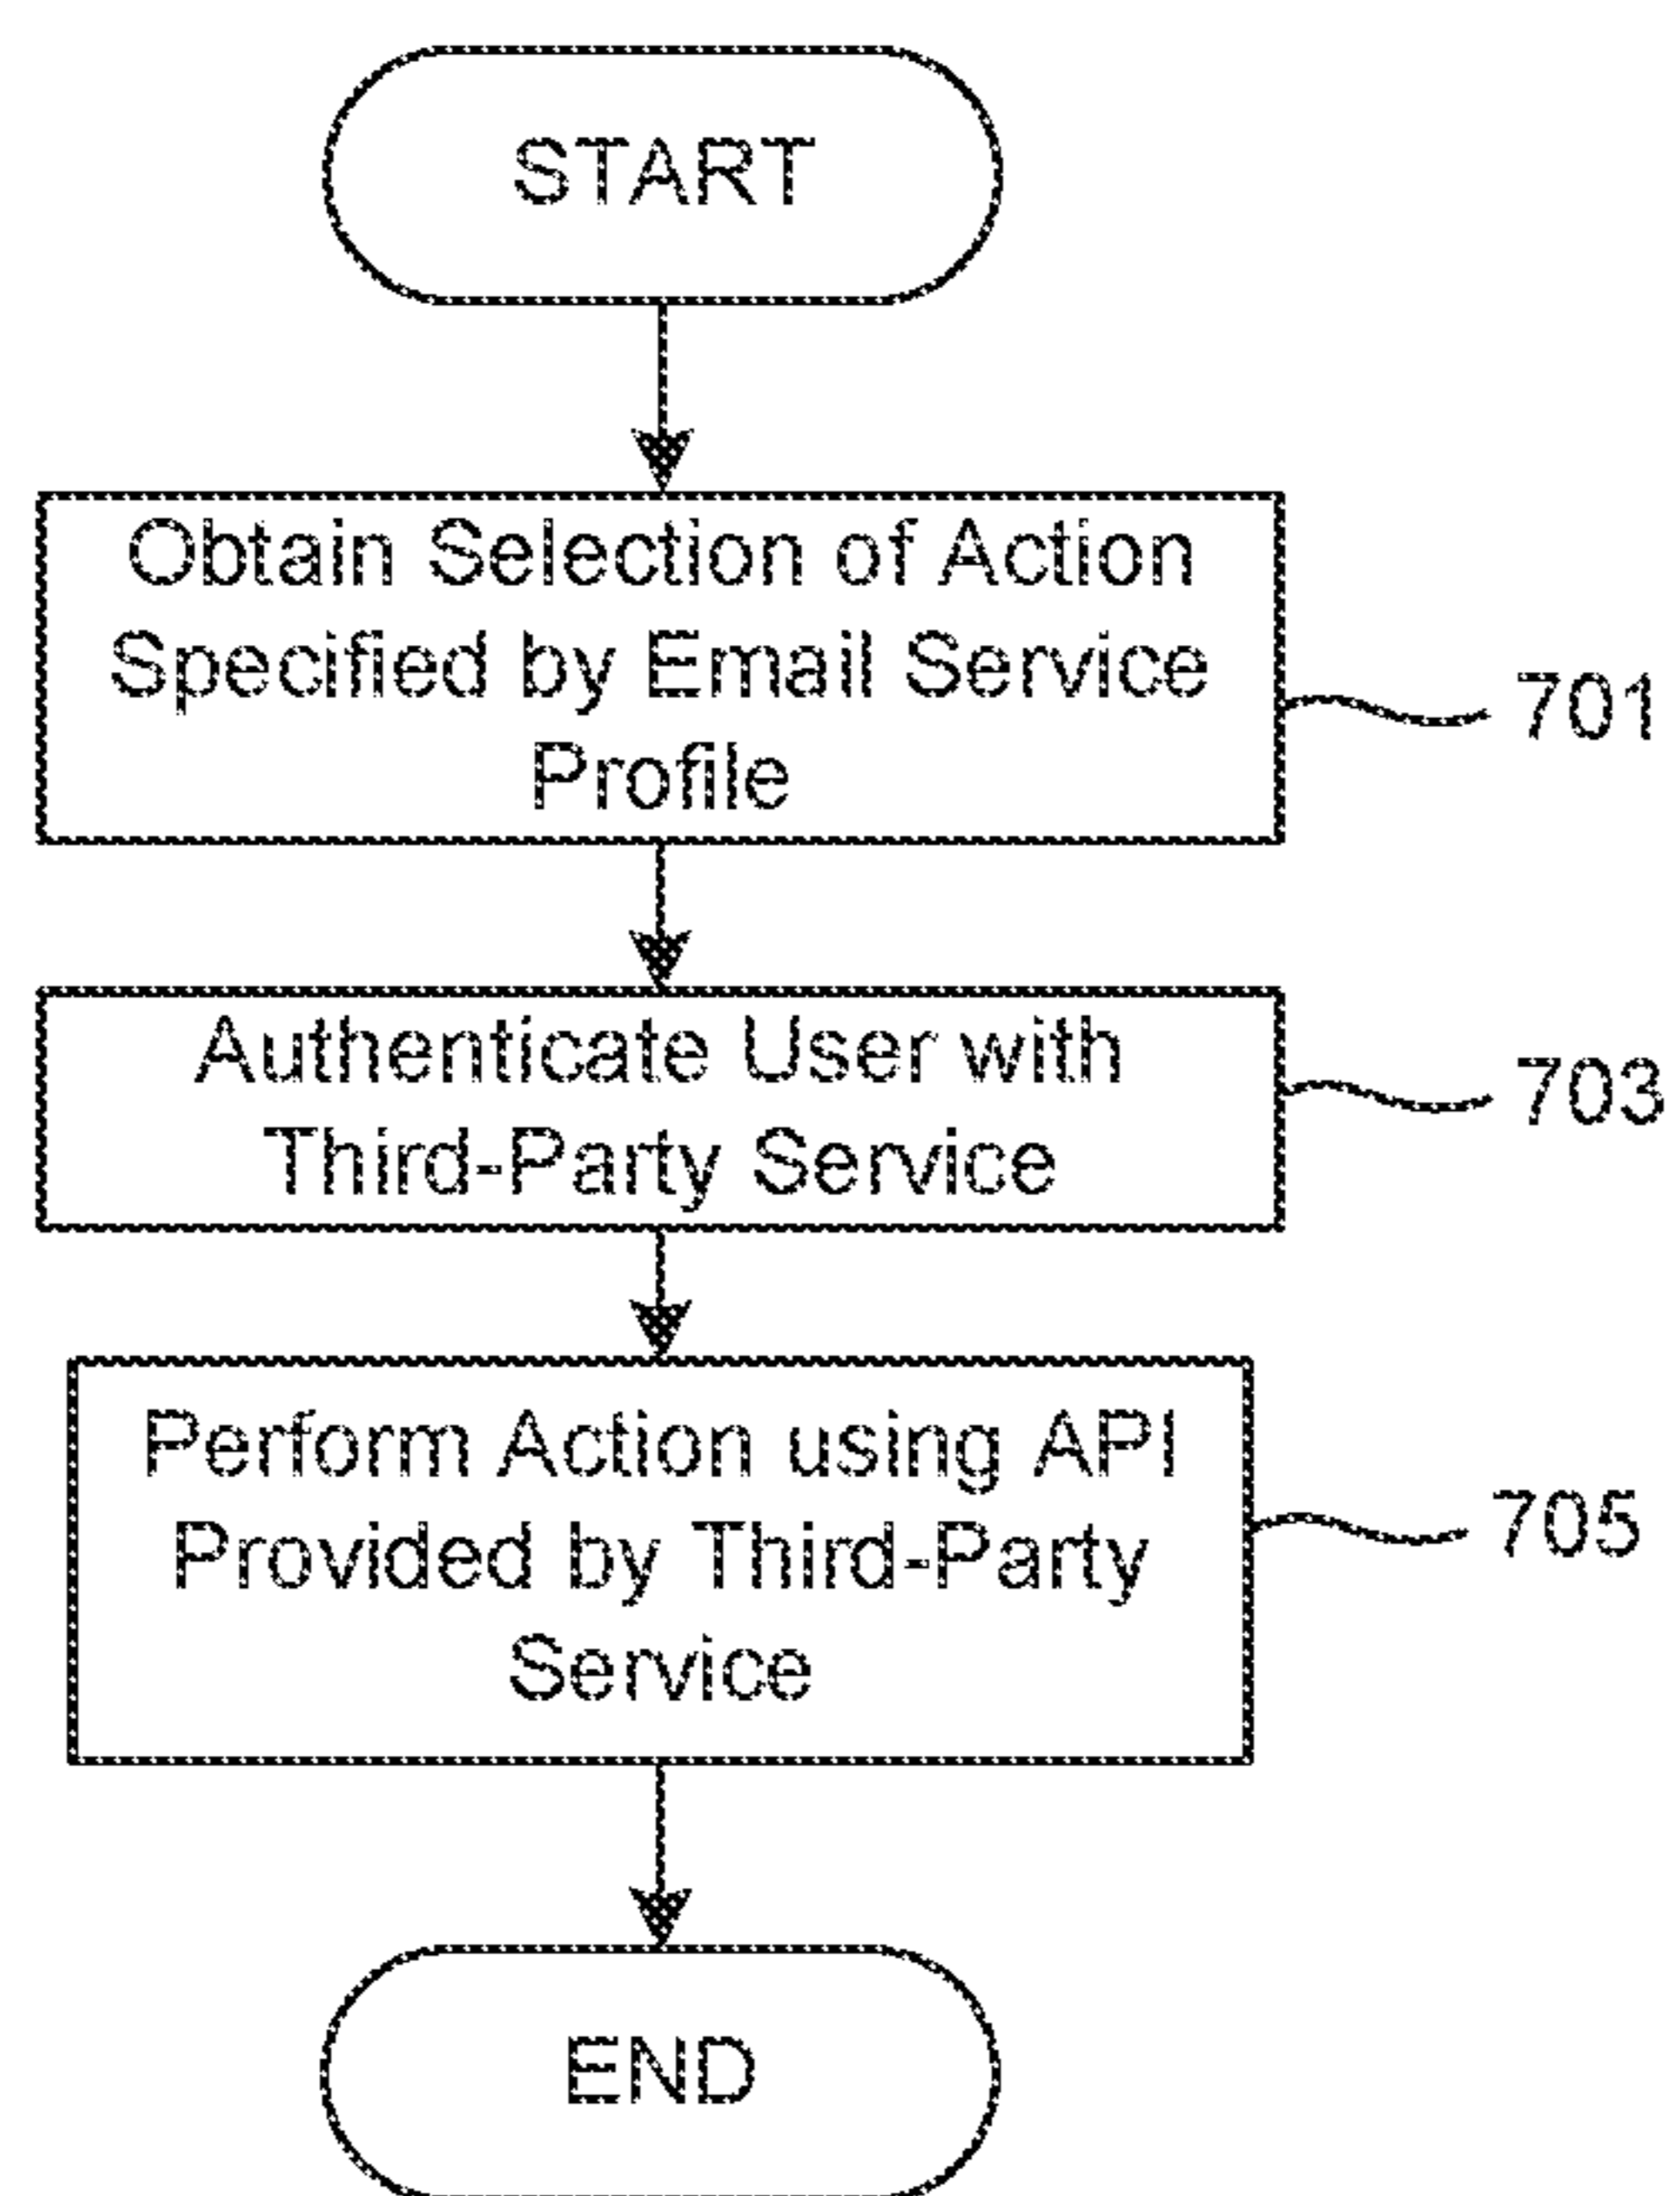 START
Obtain Selection of Action
Specified by Email Service
Profile
701
Authenticate User with
Third-Party Service
703
Perform Action using API
Provided by Third-Party
Service
705
END